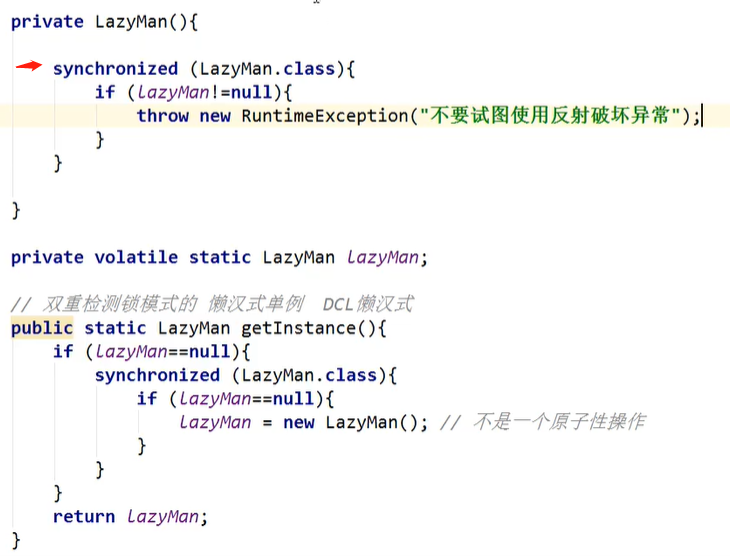 private LazyMan(){
synchronized (LazyMan.class){
if (lazyMan!=null){
throw new RuntimeException("不要试图使用反射破坏异常");
}
}
}
private volatile static LazyMan lazyMan;
// 双重检测锁模式的 懒汉式单例 DCL懒汉式
public static LazyMan getInstance(){
if (lazyMan==null){
synchronized (LazyMan.class){
if (lazyMan==null){
lazyMan = new LazyMan(); // 不是一个原子性操作
}
}
}
return lazyMan;
}